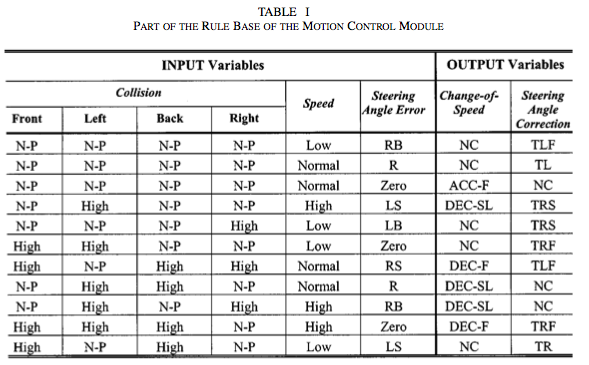 TABLE I
PART OF THE RULE BASE OF THE MOTION CONTROL MODULE
INPUT Variables OUTPUT Variables
Collision Speed Steering Angle Error Change-of-Speed Steering Angle Correction
Front Left Back Right
N-P N-P N-P N-P Low RB NC TLF
N-P N-P N-P N-P Normal R NC TL
N-P N-P N-P N-P Normal Zero ACC-F NC
N-P High N-P N-P High LS DEC-SL TRS
N-P N-P N-P High Low LB NC TRS
High High N-P N-P Low Zero NC TRF
High N-P High High Normal RS DEC-F TLF
N-P High High N-P Normal R DEC-SL NC
N-P High N-P High High RB DEC-SL NC
High High High N-P High Zero DEC-F TRF
High N-P High N-P Low LS NC TR